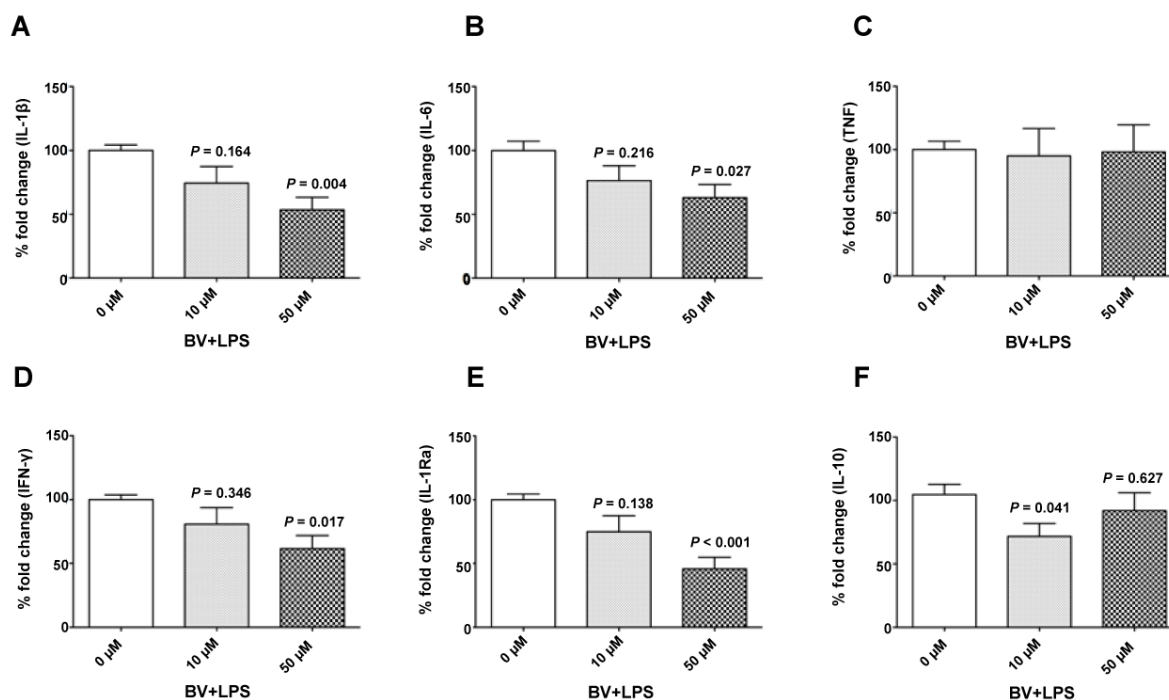 A
% fold change (IL-1β)
150
100
50
0
P = 0.164
P = 0.004
0 µM
10 µM
50 µM
BV+LPS
B
% fold change (IL-6)
150
100
50
0
P = 0.216
P = 0.027
0 µM
10 µM
50 µM
BV+LPS
C
% fold change (TNF)
150
100
50
0
0 µM
10 µM
50 µM
BV+LPS
D
% fold change (IFN-γ)
150
100
50
0
P = 0.346
P = 0.017
0 µM
10 µM
50 µM
BV+LPS
E
% fold change (IL-1Ra)
150
100
50
0
P = 0.138
P < 0.001
0 µM
10 µM
50 µM
BV+LPS
F
% fold change (IL-10)
150
100
50
0
P = 0.041
P = 0.627
0 µM
10 µM
50 µM
BV+LPS